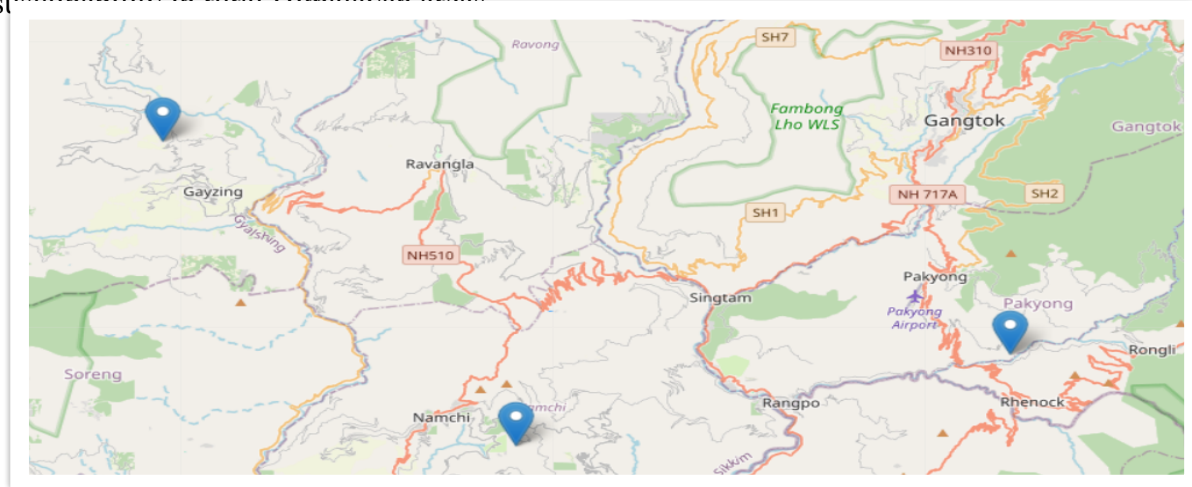 SH7
NH310
Ravong
Fambong
Lho WLS
Gangtok
Gangtok
Ravangla
Gayzing
NH 717A
SH2
SH1
Gyalshing
NH510
Pakyong
Singtam
Pakyong
Pakyong
Airport
Rongli
Soreng
Namchi
Namchi
Rangpo
Rhenock
Sikkim